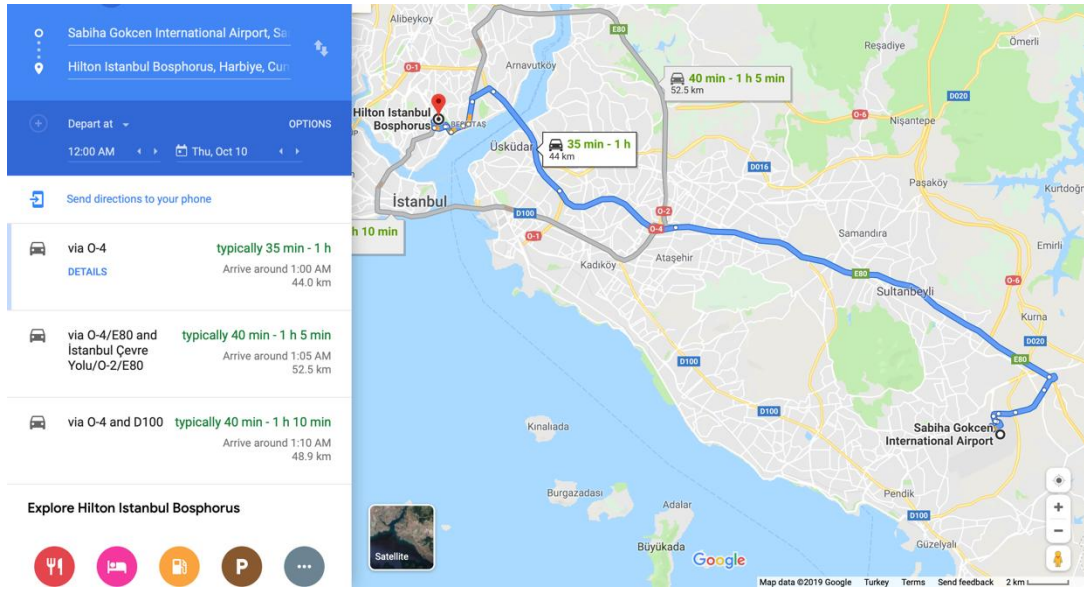 Sabiha Gokcen International Airport, Sa
Hilton Istanbul Bosphorus, Harbiye, Cun
Depart at
OPTIONS
12:00 AM
Thu, Oct 10
Send directions to your phone
via O-4
typically 35 min - 1 h
DETAILS
Arrive around 1:00 AM
44.0 km
via O-4/E80 and
İstanbul Çevre
Yolu/O-2/E80
typically 40 min - 1 h 5 min
Arrive around 1:05 AM
52.5 km
via O-4 and D100
typically 40 min - 1 h 10 min
Arrive around 1:10 AM
48.9 km
Explore Hilton Istanbul Bosphorus
P
Alibeykoy
E80
Reşadiye
Ömerli
O-1
Arnavutköy
40 min - 1 h 5 min
52.5 km
D020
Hilton Istanbul
Bosphorus
BEŞİKTAŞ
O-6
Nişantepe
Üsküdar
35 min - 1 h
44 km
D016
Paşaköy
Kurtdoğm
İstanbul
D100
O-2
O-4
O-1
h 10 min
Samandıra
Emirli
Kadıköy
Ataşehir
E80
O-6
Sultanbeyli
Kurna
D020
D100
E80
D100
Kınalıada
Sabiha Gokcen
International Airport
Burgazadası
Adalar
Pendik
D100
Büyükada
Güzelyalı
Satellite
Google
Map data ©2019 Google
Turkey
Terms
Send feedback
2 km